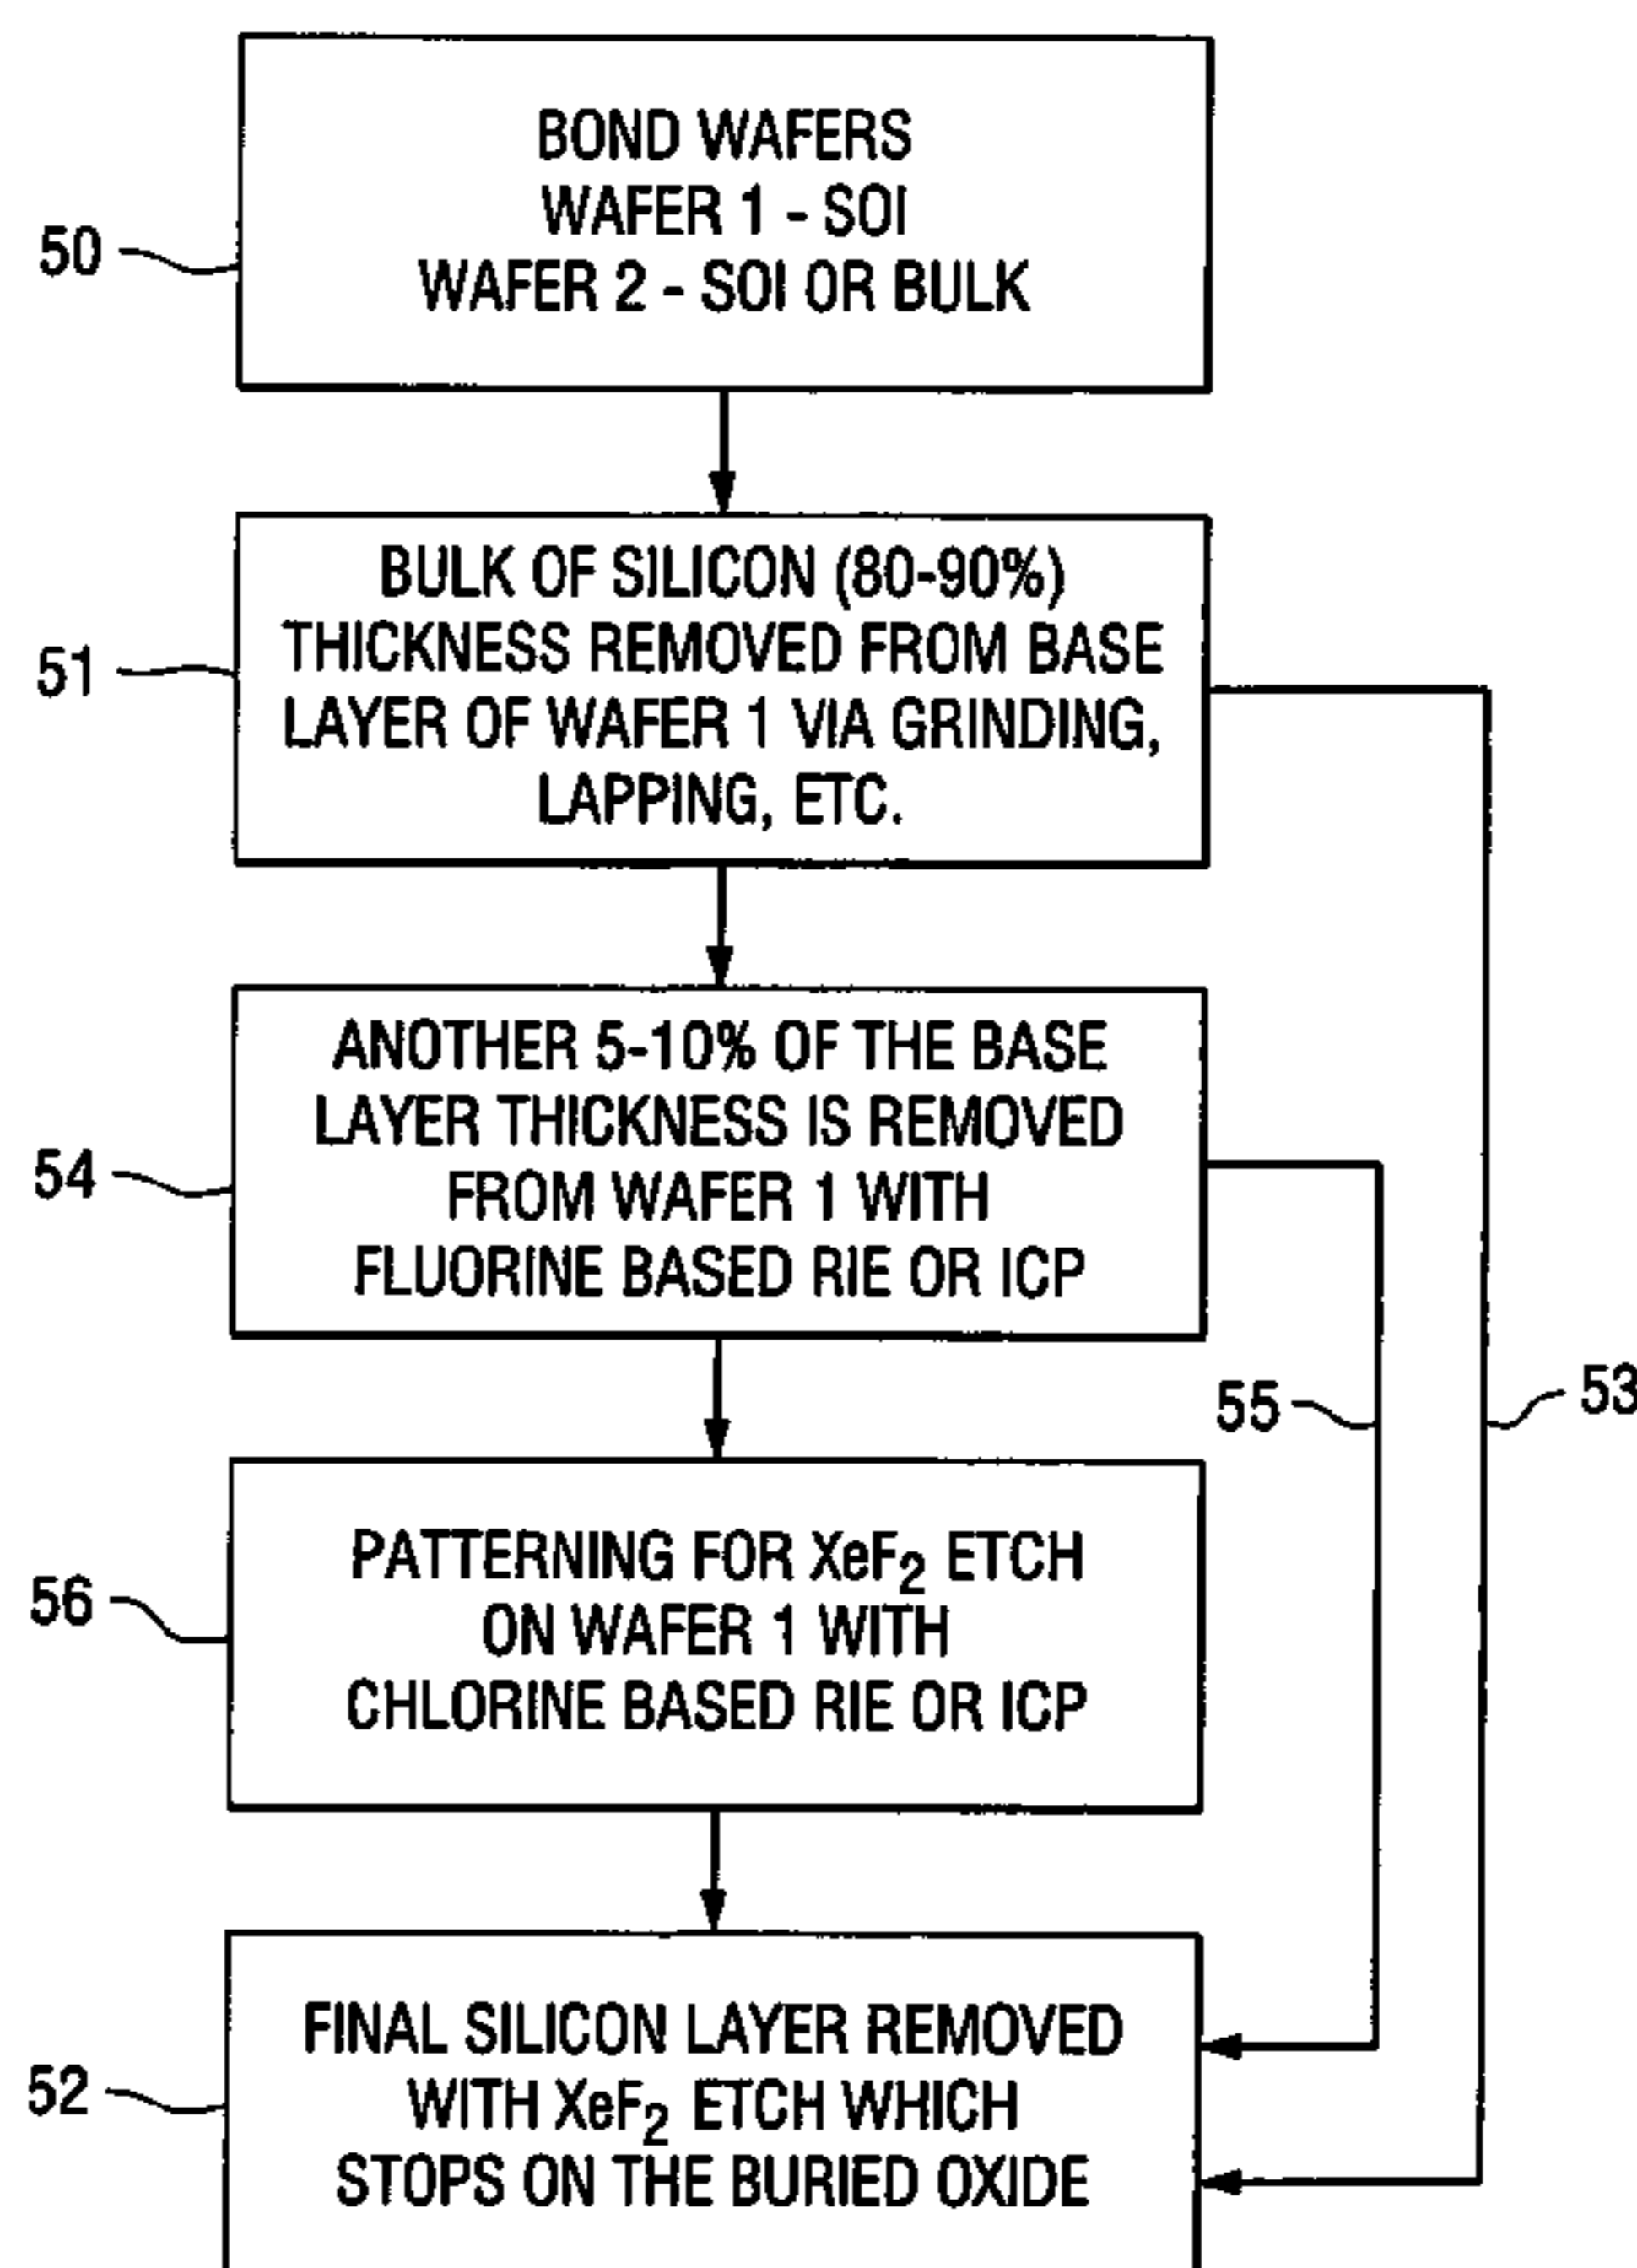 BOND WAFERS
WAFER 1 - SOI
WAFER 2 - SOI OR BULK
50
BULK OF SILICON (80-90%)
THICKNESS REMOVED FROM BASE
LAYER OF WAFER 1 VIA GRINDING,
LAPPING, ETC.
51
ANOTHER 5-10% OF THE BASE
LAYER THICKNESS IS REMOVED
FROM WAFER 1 WITH
FLUORINE BASED RIE OR ICP
54
55
53
PATTERNING FOR XeF₂ ETCH
ON WAFER 1 WITH
CHLORINE BASED RIE OR ICP
56
FINAL SILICON LAYER REMOVED
WITH XeF₂ ETCH WHICH
STOPS ON THE BURIED OXIDE
52